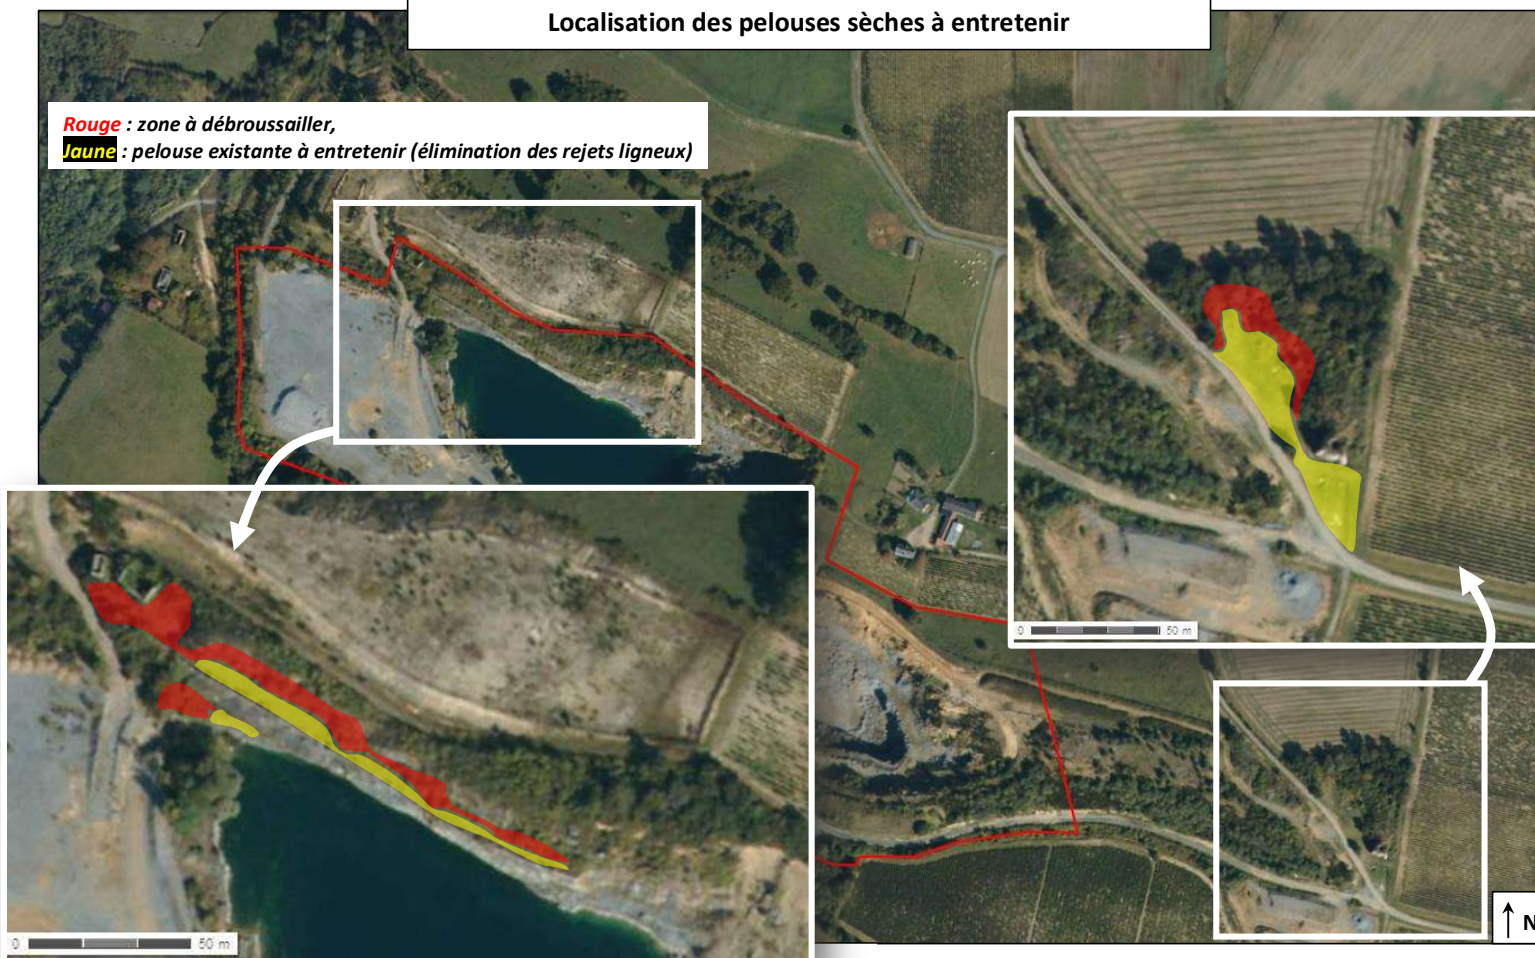 Localisation des pelouses sèches à entretenir
Rouge : zone à débroussailler,
Jaune : pelouse existante à entretenir (élimination des rejets ligneux)
0 50 m
0 50 m
N